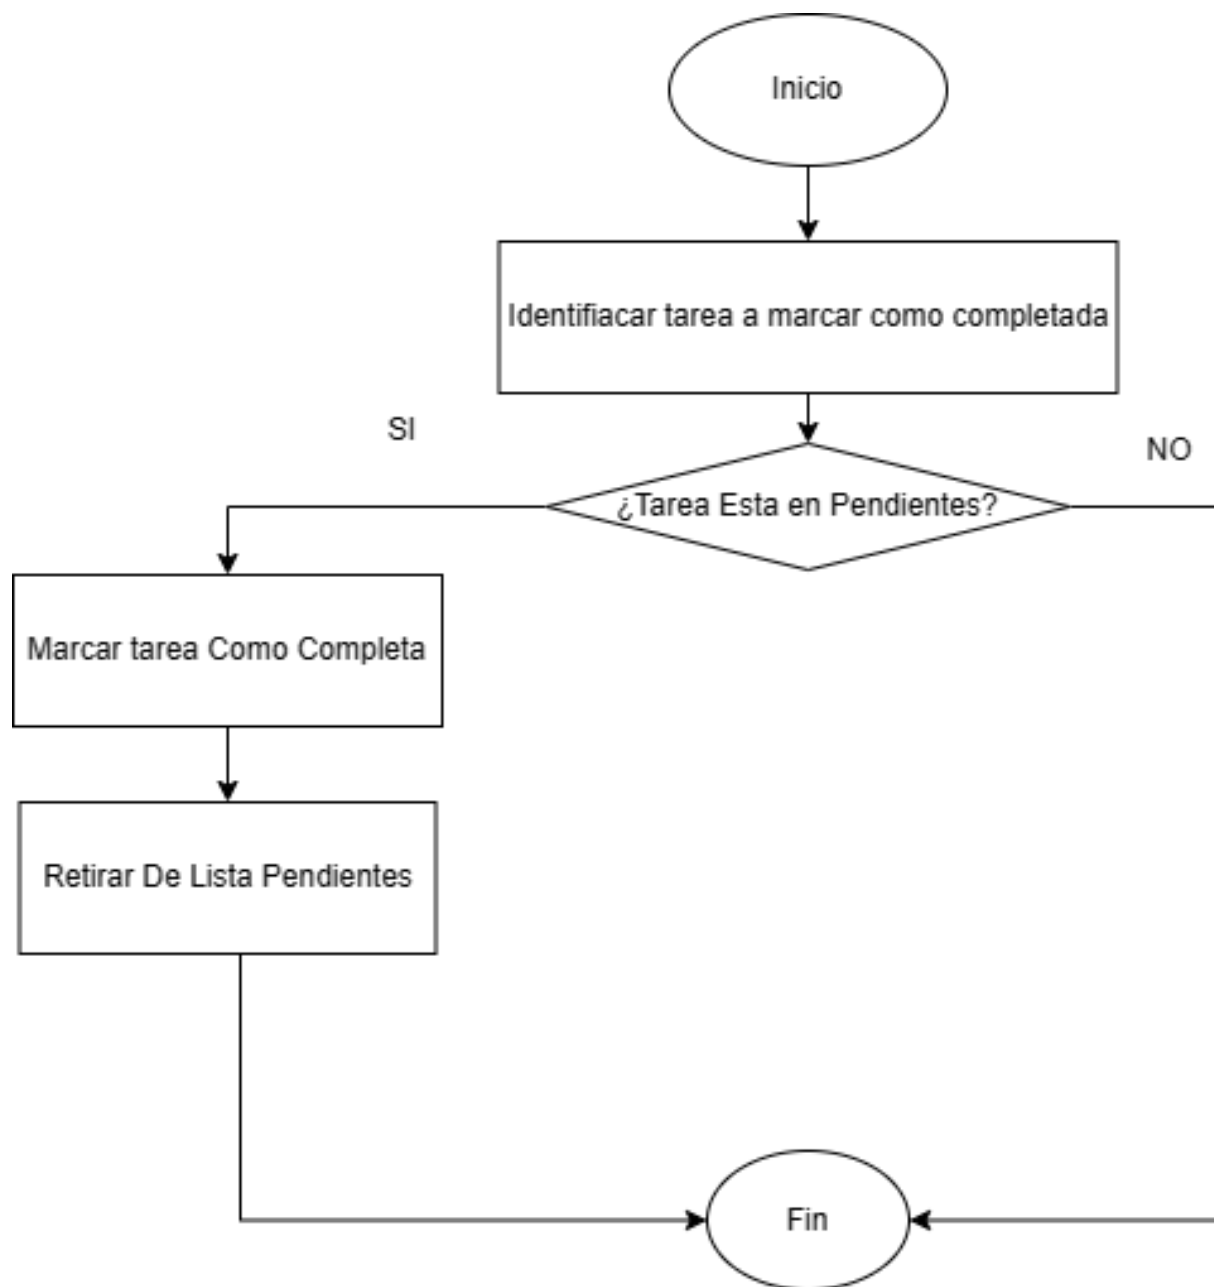 Inicio
Identifiacar tarea a marcar como completada
SI
NO
¿Tarea Esta en Pendientes?
Marcar tarea Como Completa
Retirar De Lista Pendientes
Fin